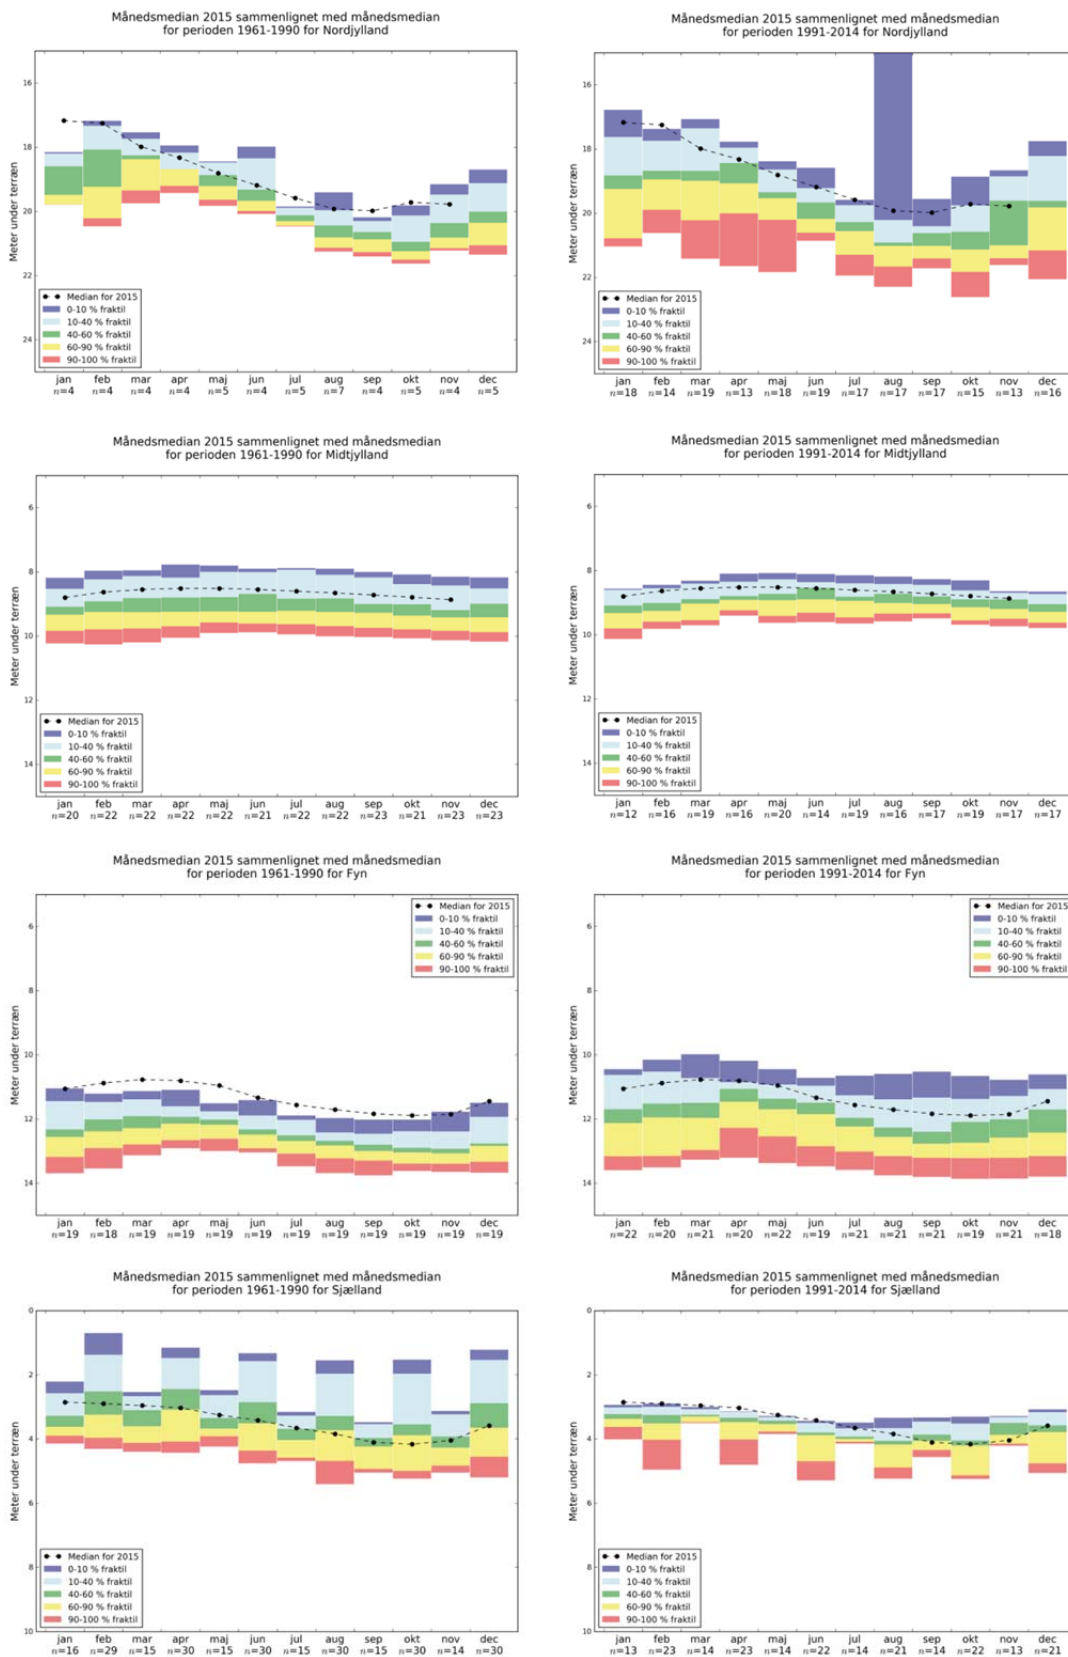 Månedsmedian 2015 sammenlignet med månedsmedian
for perioden 1961-1990 for Nordjylland
Meter under terræn
16
18
20
22
24
Median for 2015
0-10 % fraktil
10-40 % fraktil
40-60 % fraktil
60-90 % fraktil
90-100 % fraktil
jan feb mar apr maj jun jul aug sep okt nov dec
n=4 n=4 n=4 n=4 n=5 n=4 n=5 n=7 n=4 n=5 n=4 n=5
Månedsmedian 2015 sammenlignet med månedsmedian
for perioden 1991-2014 for Nordjylland
Meter under terræn
16
18
20
22
24
Median for 2015
0-10 % fraktil
10-40 % fraktil
40-60 % fraktil
60-90 % fraktil
90-100 % fraktil
jan feb mar apr maj jun jul aug sep okt nov dec
n=18 n=14 n=19 n=13 n=18 n=19 n=17 n=17 n=17 n=15 n=13 n=16
Månedsmedian 2015 sammenlignet med månedsmedian
for perioden 1961-1990 for Midtjylland
Meter under terræn
6
8
10
12
14
Median for 2015
0-10 % fraktil
10-40 % fraktil
40-60 % fraktil
60-90 % fraktil
90-100 % fraktil
jan feb mar apr maj jun jul aug sep okt nov dec
n=20 n=22 n=22 n=22 n=22 n=21 n=22 n=22 n=23 n=21 n=23 n=23
Månedsmedian 2015 sammenlignet med månedsmedian
for perioden 1991-2014 for Midtjylland
Meter under terræn
6
8
10
12
14
Median for 2015
0-10 % fraktil
10-40 % fraktil
40-60 % fraktil
60-90 % fraktil
90-100 % fraktil
jan feb mar apr maj jun jul aug sep okt nov dec
n=12 n=16 n=19 n=16 n=20 n=14 n=19 n=16 n=17 n=19 n=17 n=17
Månedsmedian 2015 sammenlignet med månedsmedian
for perioden 1961-1990 for Fyn
Meter under terræn
6
8
10
12
14
Median for 2015
0-10 % fraktil
10-40 % fraktil
40-60 % fraktil
60-90 % fraktil
90-100 % fraktil
jan feb mar apr maj jun jul aug sep okt nov dec
n=19 n=18 n=19 n=19 n=19 n=19 n=19 n=19 n=19 n=19 n=19 n=19
Månedsmedian 2015 sammenlignet med månedsmedian
for perioden 1991-2014 for Fyn
Meter under terræn
6
8
10
12
14
Median for 2015
0-10 % fraktil
10-40 % fraktil
40-60 % fraktil
60-90 % fraktil
90-100 % fraktil
jan feb mar apr maj jun jul aug sep okt nov dec
n=22 n=20 n=21 n=20 n=22 n=19 n=21 n=21 n=21 n=19 n=21 n=18
Månedsmedian 2015 sammenlignet med månedsmedian
for perioden 1961-1990 for Sjælland
Meter under terræn
0
2
4
6
8
10
Median for 2015
0-10 % fraktil
10-40 % fraktil
40-60 % fraktil
60-90 % fraktil
90-100 % fraktil
jan feb mar apr maj jun jul aug sep okt nov dec
n=16 n=29 n=15 n=30 n=15 n=30 n=15 n=30 n=15 n=30 n=14 n=30
Månedsmedian 2015 sammenlignet med månedsmedian
for perioden 1991-2014 for Sjælland
Meter under terræn
0
2
4
6
8
10
Median for 2015
0-10 % fraktil
10-40 % fraktil
40-60 % fraktil
60-90 % fraktil
90-100 % fraktil
jan feb mar apr maj jun jul aug sep okt nov dec
n=13 n=23 n=14 n=23 n=14 n=22 n=14 n=21 n=14 n=22 n=13 n=21